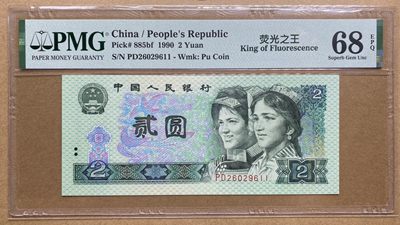 PMG
PAPER MONEY GUARANTY
China / People's Republic
Pick# 885bf 1990 2 Yuan
S/N PD26029611 - Wmk: Pu Coin
荧光之王
King of Fluorescence
68 EPQ
Superb Gem Unc
中国人民银行
2
贰圆
PD26029611
2
2